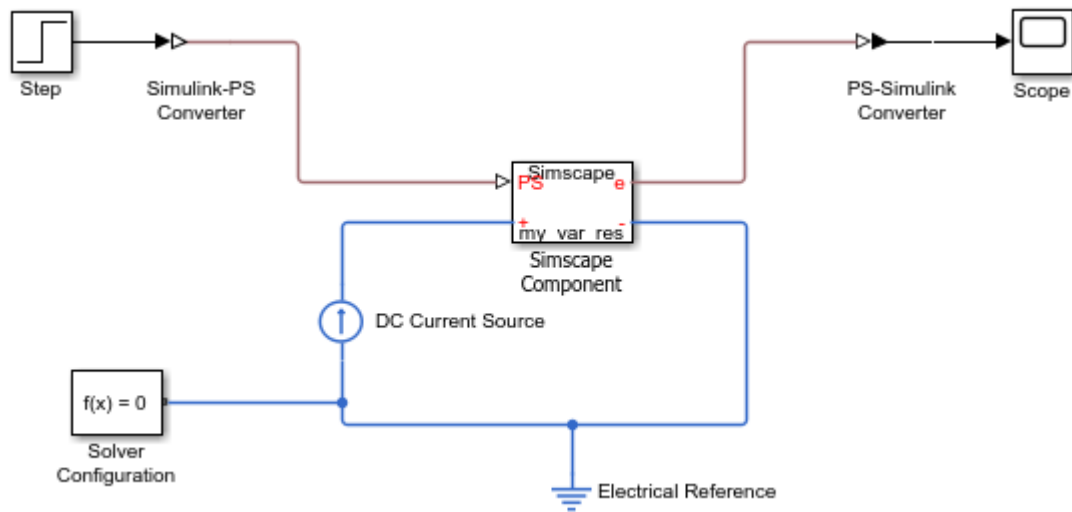 Step
Simulink-PS
Converter
PS-Simulink
Converter
Scope
Simscape
PS
e
+
-
my_var_res
Simscape
Component
DC Current Source
f(x) = 0
Solver
Configuration
Electrical Reference